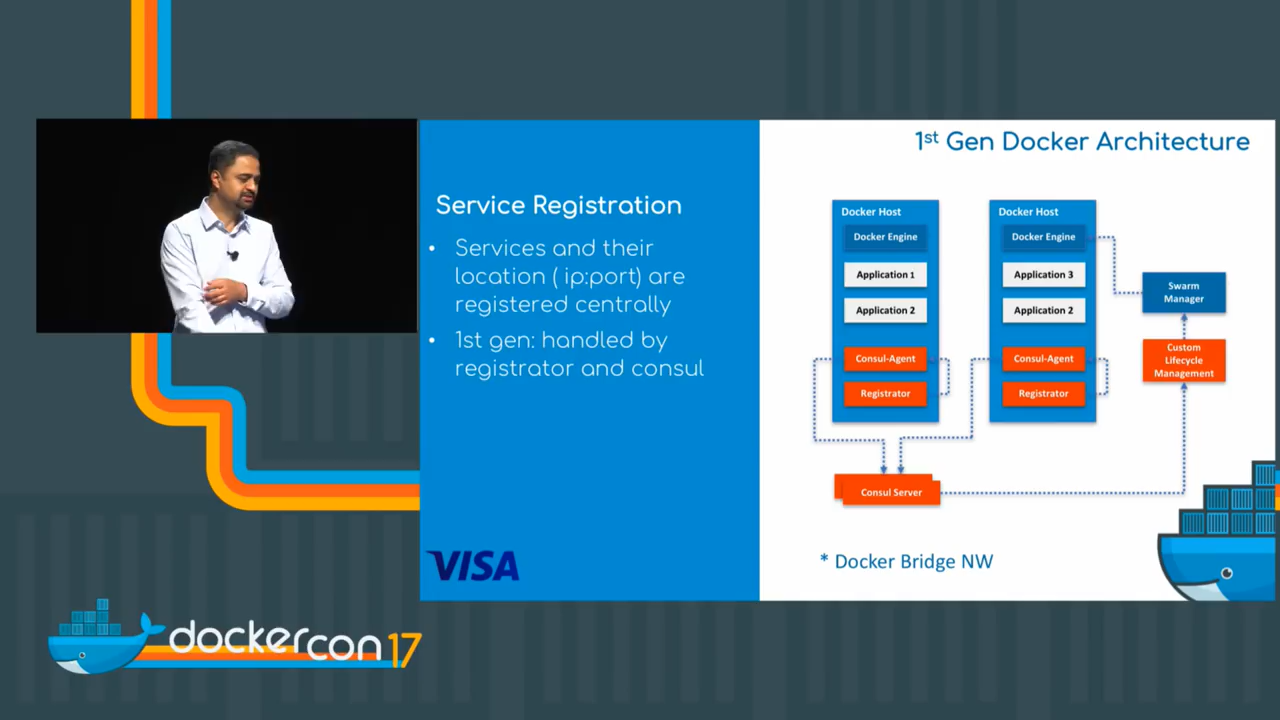 1st Gen Docker Architecture
Service Registration
• Services and their
location ( ip:port) are
registered centrally
• 1st gen: handled by
registrator and consul
Docker Host
Docker Engine
Application 1
Application 2
Consul-Agent
Registrator
Docker Host
Docker Engine
Application 3
Application 2
Consul-Agent
Registrator
Swarm
Manager
Custom
Lifecycle
Management
Consul Server
* Docker Bridge NW
VISA
dockercon 17